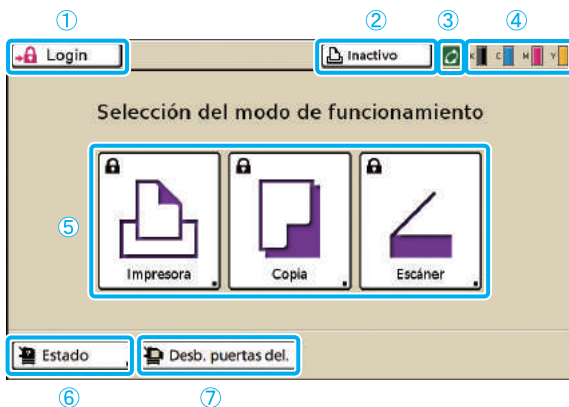 ① ② ③ ④
Login Inactivo K C M Y
Selección del modo de funcionamiento
⑤
Impresora Copia Escáner
Estado Desb. puertas del.
⑥ ⑦